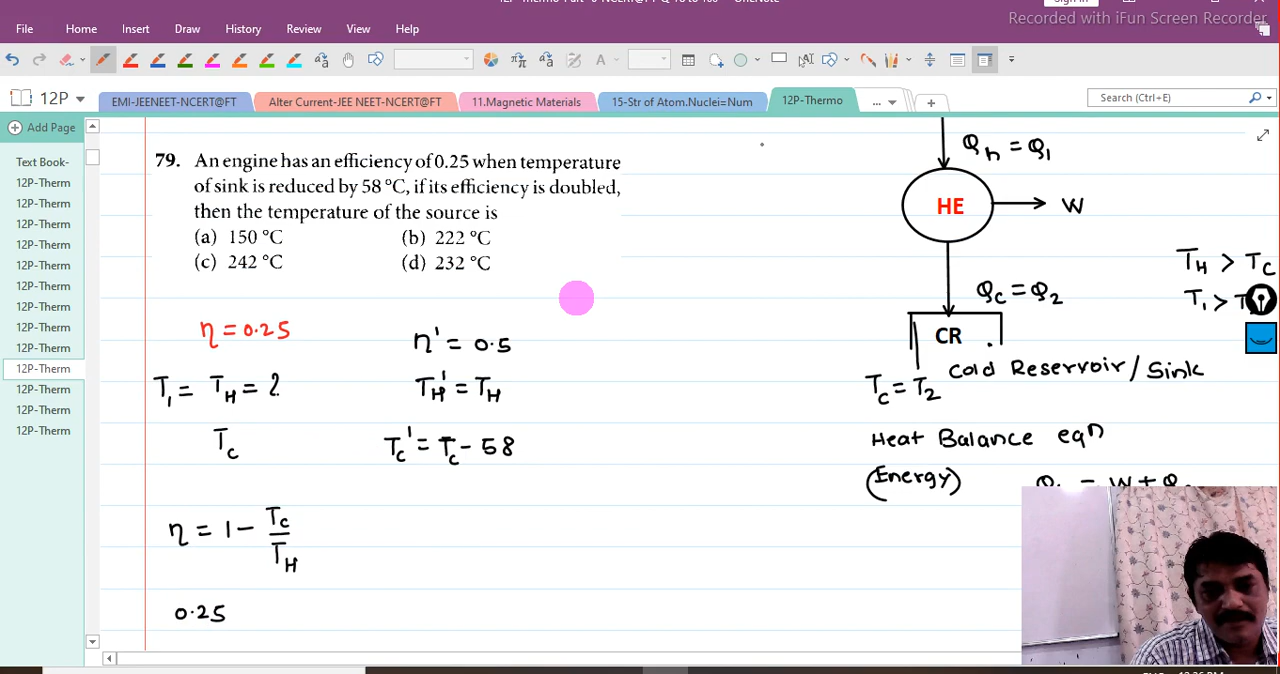 12P-Thermo-Part
Sign in
Recorded with iFun Screen Recorder
File Home Insert Draw History Review View Help
12P EMI-JEENEET-NCERT@FT Alter Current-JEE NEET-NCERT@FT 11.Magnetic Materials 15-Str of Atom.Nuclei=Num 12P-Thermo ... + Search (Ctrl+E)
Add Page
Text Book-
12P-Therm
12P-Therm
12P-Therm
12P-Therm
12P-Therm
12P-Therm
12P-Therm
12P-Therm
12P-Therm
12P-Therm
12P-Therm
12P-Therm
12P-Therm
79. An engine has an efficiency of 0.25 when temperature
of sink is reduced by 58 °C, if its efficiency is doubled,
then the temperature of the source is
(a) 150 °C (b) 222 °C
(c) 242 °C (d) 232 °C
η = 0.25
T₁ = T_H = ?
T_C
η = 1 - T_C/T_H
0.25
η' = 0.5
T_H' = T_H
T_C' = T_C - 58
Q_h = Q₁
HE
W
Q_C = Q₂
T_H > T_C
T₁ >
CR
Cold Reservoir/Sink
T_C = T₂
Heat Balance eqn
(Energy)
= W +